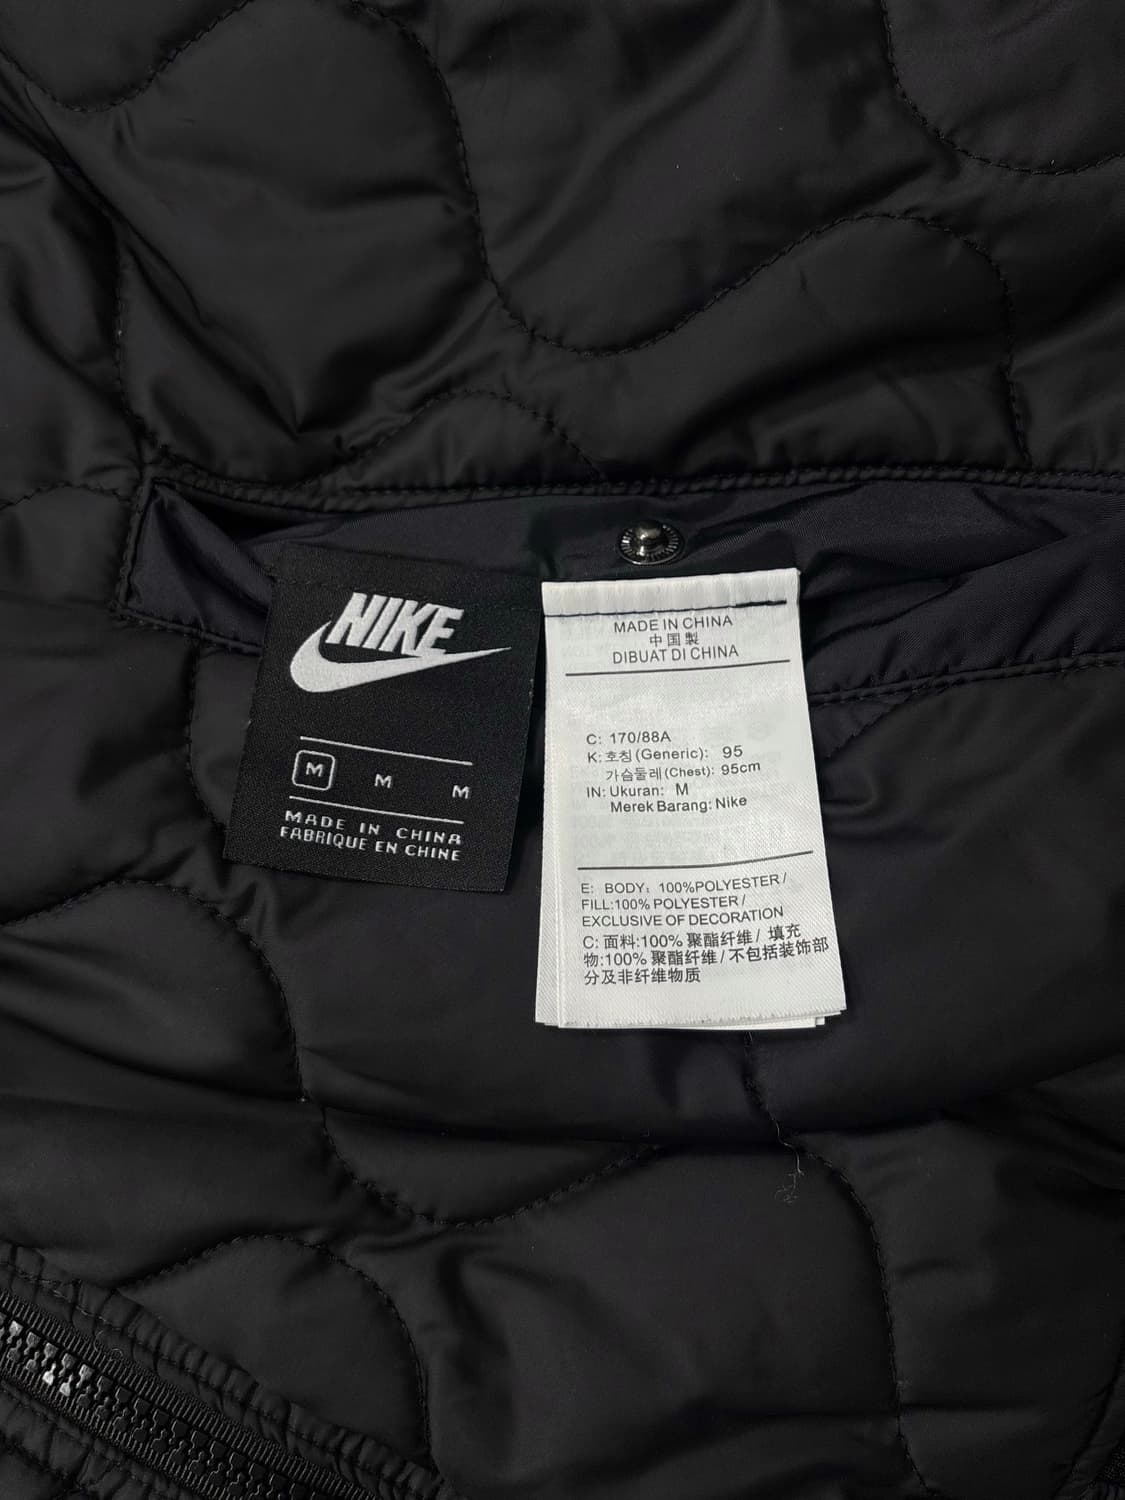 NIKE
M M M
MADE IN CHINA
FABRIQUE EN CHINE
MADE IN CHINA
中国製
DIBUAT DI CHINA
C: 170/88A
K: 호칭 (Generic): 95
가슴둘레 (Chest): 95cm
IN: Ukuran: M
Merek Barang: Nike
E: BODY: 100%POLYESTER /
FILL:100% POLYESTER /
EXCLUSIVE OF DECORATION
C: 面料:100% 聚酯纤维 / 填充
物:100% 聚酯纤维 / 不包括装饰部
分及非纤维物质